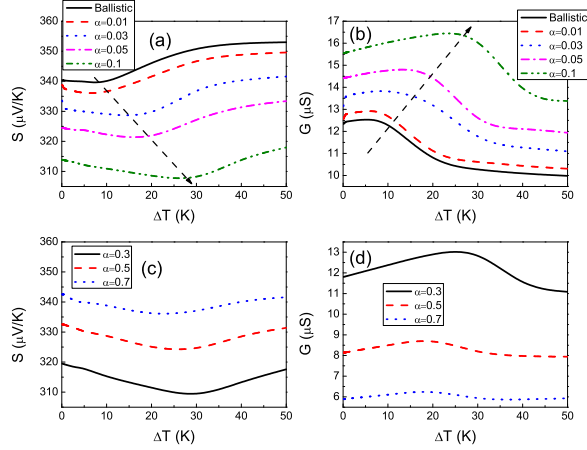 Ballistic
α=0.01
α=0.03
α=0.05
α=0.1
(a)
360
350
340
330
320
310
S (μV/K)
0 10 20 30 40 50
ΔT (K)
(b)
Ballistic
α=0.01
α=0.03
α=0.05
α=0.1
17
16
15
14
13
12
11
10
G (μS)
0 10 20 30 40 50
ΔT (K)
α=0.3
α=0.5
α=0.7
(c)
360
350
340
330
320
310
S (μV/K)
0 10 20 30 40 50
ΔT (K)
(d)
α=0.3
α=0.5
α=0.7
13
12
11
10
9
8
7
6
G (μS)
0 10 20 30 40 50
ΔT (K)